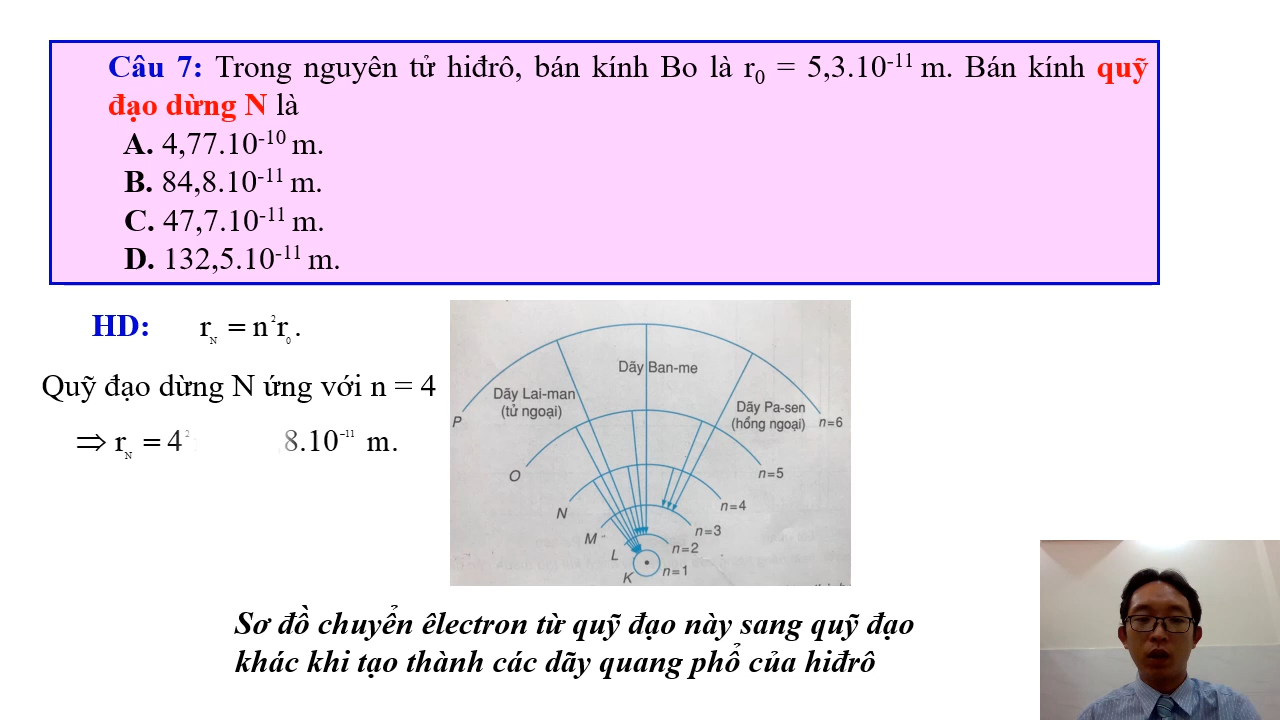 Câu 7: Trong nguyên tử hiđrô, bán kính Bo là r₀ = 5,3.10⁻¹¹ m. Bán kính quỹ
đạo dừng N là
A. 4,77.10⁻¹⁰ m.
B. 84,8.10⁻¹¹ m.
C. 47,7.10⁻¹¹ m.
D. 132,5.10⁻¹¹ m.
HD: r_N = n²r₀.
Quỹ đạo dừng N ứng với n = 4
⇒ r_N = 4² ,8.10⁻¹¹ m.
Dãy Ban-me
Dãy Lai-man
(tử ngoại)
Dãy Pa-sen
(hồng ngoại)
P
n=6
O
n=5
N
n=4
M
n=3
L
n=2
K
n=1
Sơ đồ chuyển êlectron từ quỹ đạo này sang quỹ đạo
khác khi tạo thành các dãy quang phổ của hiđrô